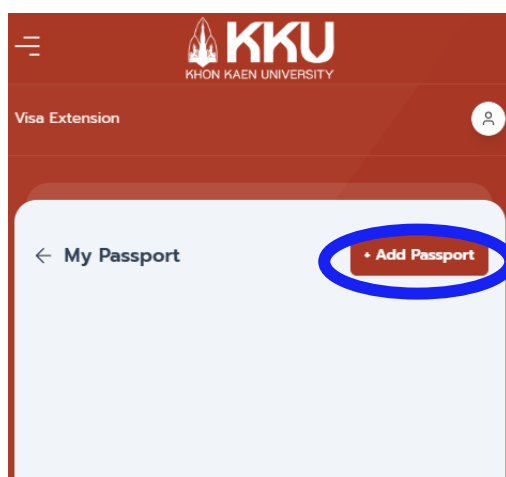 KKU
KHON KAEN UNIVERSITY
Visa Extension
← My Passport
+ Add Passport